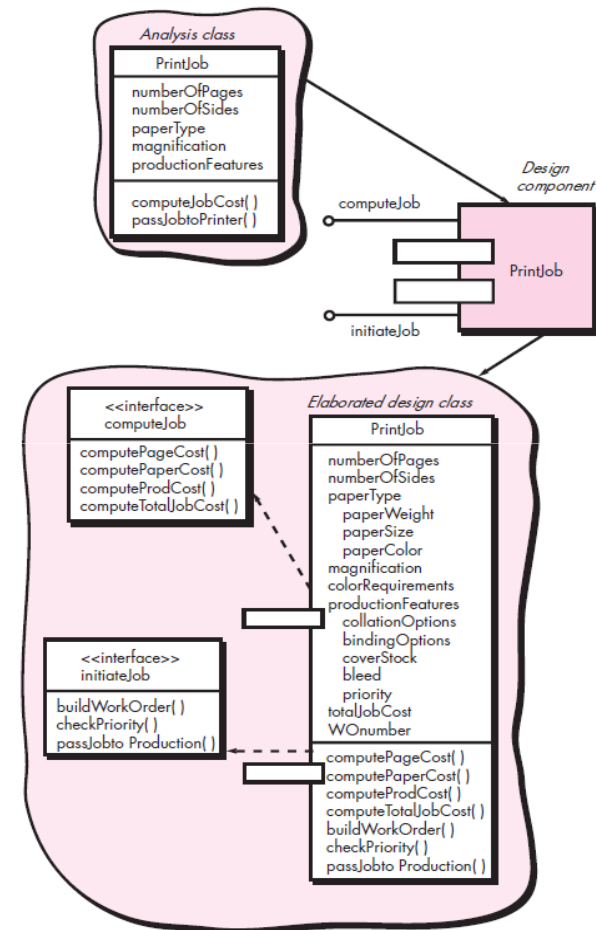 Analysis class
PrintJob
numberOfPages
numberOfSides
paperType
magnification
productionFeatures
computeJobCost( )
passJobtoPrinter( )
Design
component
computeJob
PrintJob
initiateJob
<<interface>>
computeJob
computePageCost( )
computePaperCost( )
computeProdCost( )
computeTotalJobCost( )
Elaborated design class
PrintJob
numberOfPages
numberOfSides
paperType
paperWeight
paperSize
paperColor
magnification
colorRequirements
productionFeatures
collationOptions
bindingOptions
coverStock
bleed
priority
totalJobCost
WOnumber
computePageCost( )
computePaperCost( )
computeProdCost( )
computeTotalJobCost( )
buildWorkOrder( )
checkPriority( )
passJobto Production( )
<<interface>>
initiateJob
buildWorkOrder( )
checkPriority( )
passJobto Production( )